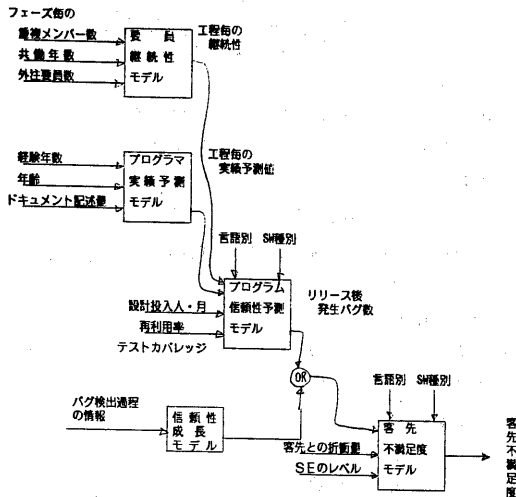 フェーズ毎の
重複メンバー数
共働年数
外注要員数
要員
継続性
モデル
工程毎の
継続性
経験年数
年齢
ドキュメント記述量
プログラマ
実績予測
モデル
工程毎の
実績予測値
言語別 SW種別
設計投入人・月
再利用率
テストカバレッジ
プログラム
信頼性予測
モデル
リリース後
発生バグ数
OR
バグ検出過程
の情報
信頼性
成長
モデル
言語別 SW種別
客先との折衝量
SEのレベル
客先
不満足度
モデル
客先不満足度